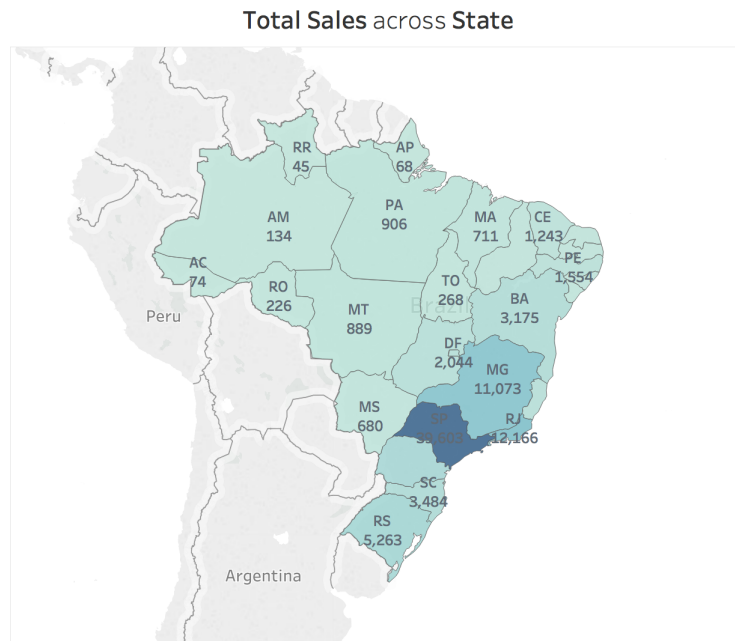 Total Sales across State
RR
45
AP
68
AM
134
PA
906
MA
711
CE
1,243
PE
1,554
AC
74
RO
226
TO
268
Brazil
BA
3,175
MT
889
DF
2,044
MG
11,073
MS
680
SP
RJ
12,166
SC
3,484
RS
5,263
Peru
Argentina